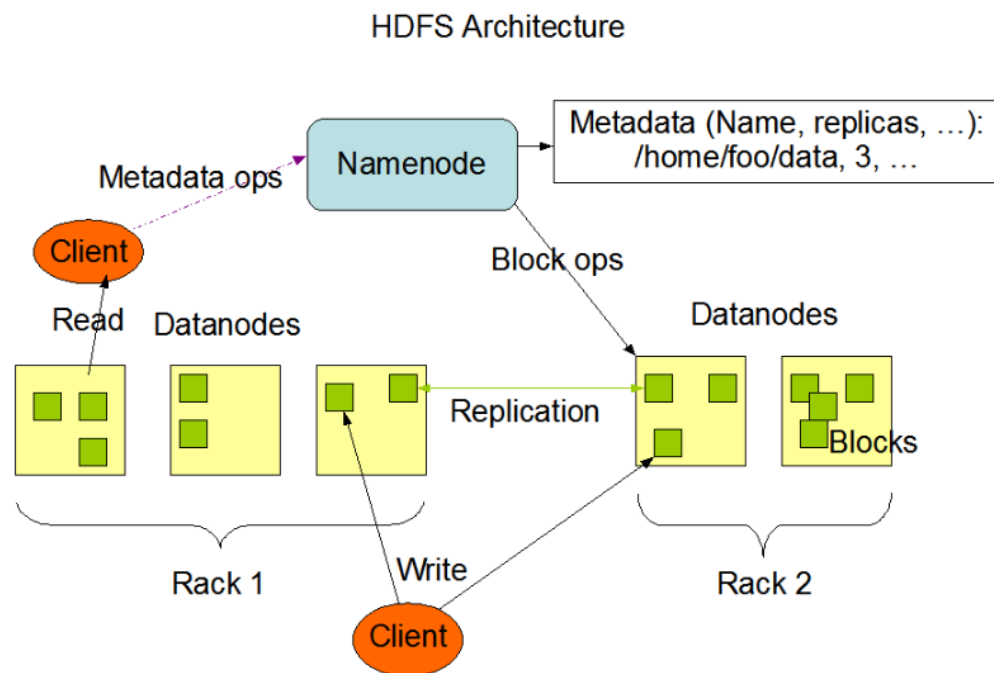 HDFS Architecture
Metadata (Name, replicas, …):
/home/foo/data, 3, …
Namenode
Metadata ops
Client
Block ops
Read
Datanodes
Datanodes
Replication
Blocks
Rack 1
Write
Rack 2
Client